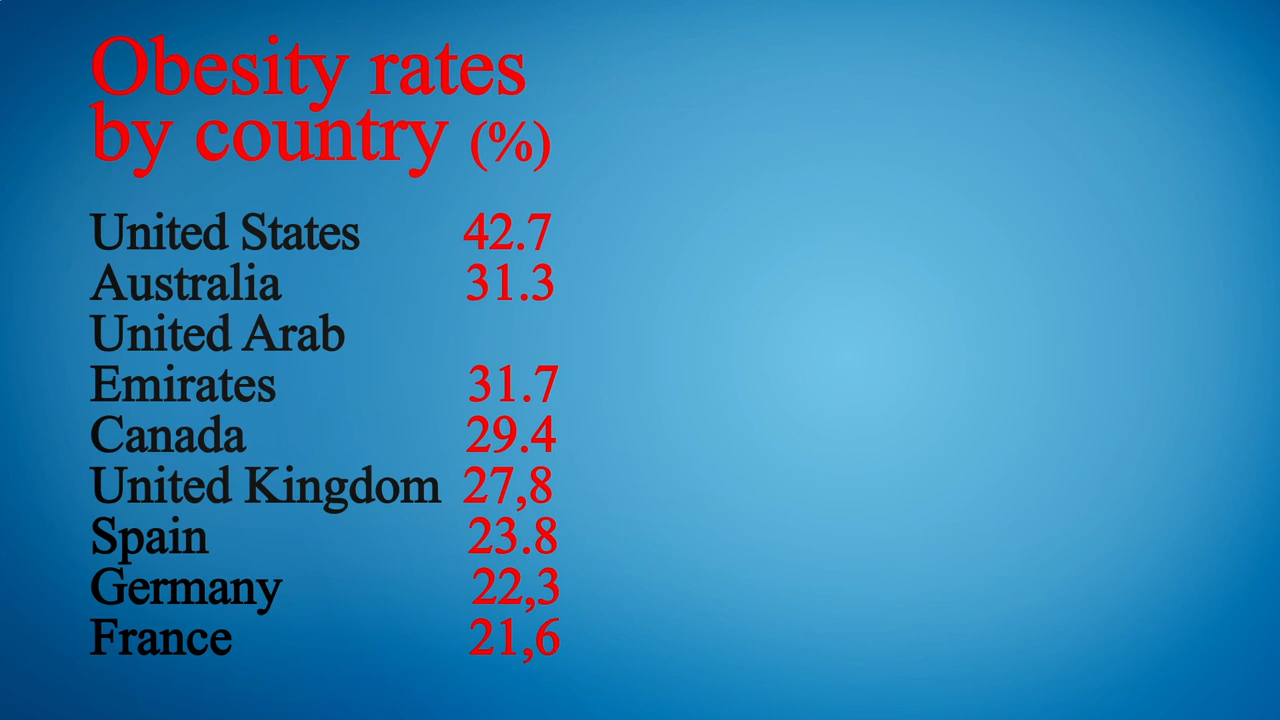 Obesity rates
by country (%)
United States 42.7
Australia 31.3
United Arab
Emirates 31.7
Canada 29.4
United Kingdom 27,8
Spain 23.8
Germany 22,3
France 21,6